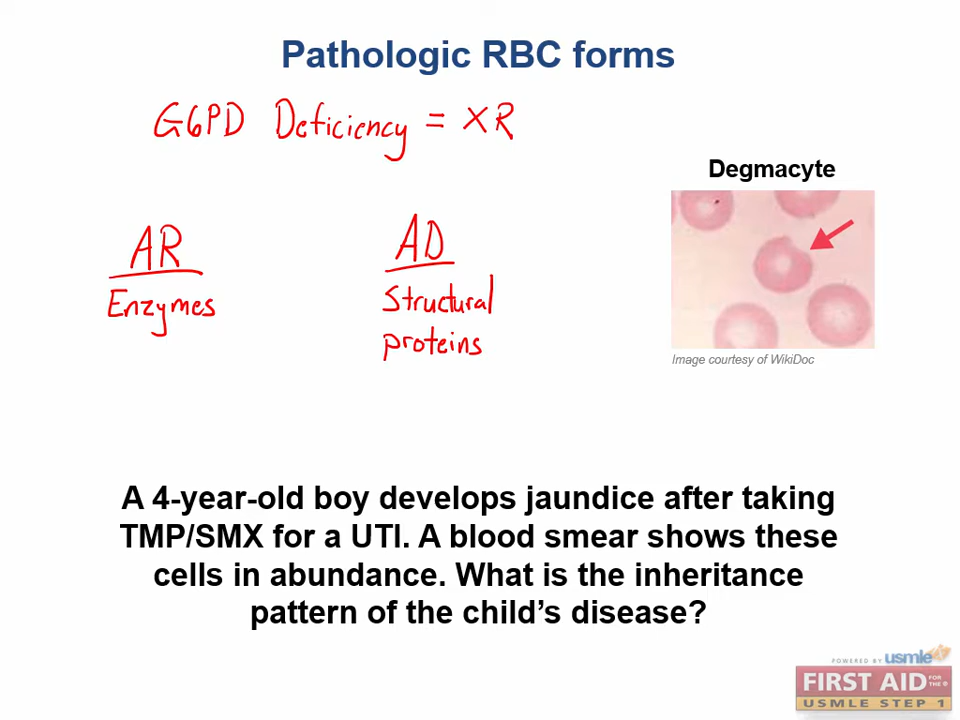 Pathologic RBC forms
G6PD Deficiency = XR
Degmacyte
AR
Enzymes
AD
Structural
proteins
Image courtesy of WikiDoc
A 4-year-old boy develops jaundice after taking
TMP/SMX for a UTI. A blood smear shows these
cells in abundance. What is the inheritance
pattern of the child's disease?
POWERED BY usmle
FIRST AID FOR THE ®
USMLE STEP 1